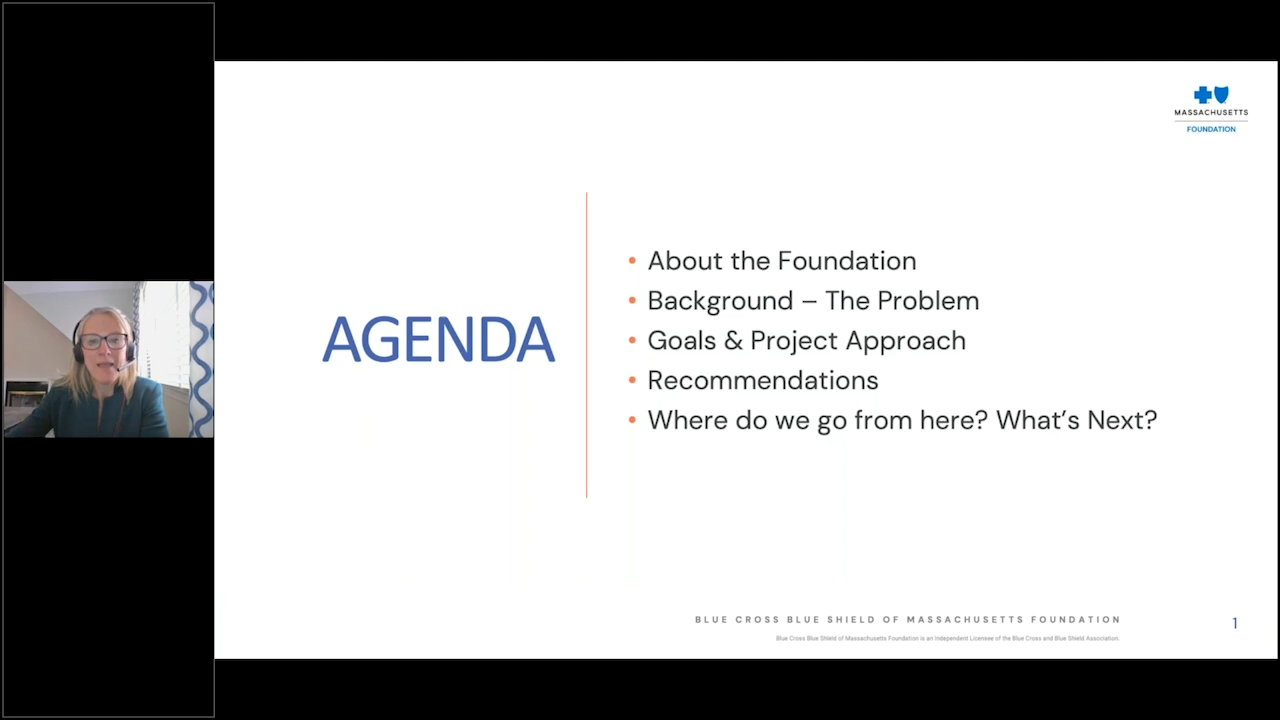 MASSACHUSETTS
FOUNDATION
AGENDA
• About the Foundation
• Background – The Problem
• Goals & Project Approach
• Recommendations
• Where do we go from here? What’s Next?
BLUE CROSS BLUE SHIELD OF MASSACHUSETTS FOUNDATION
Blue Cross Blue Shield of Massachusetts Foundation is an Independent Licensee of the Blue Cross and Blue Shield Association.
1